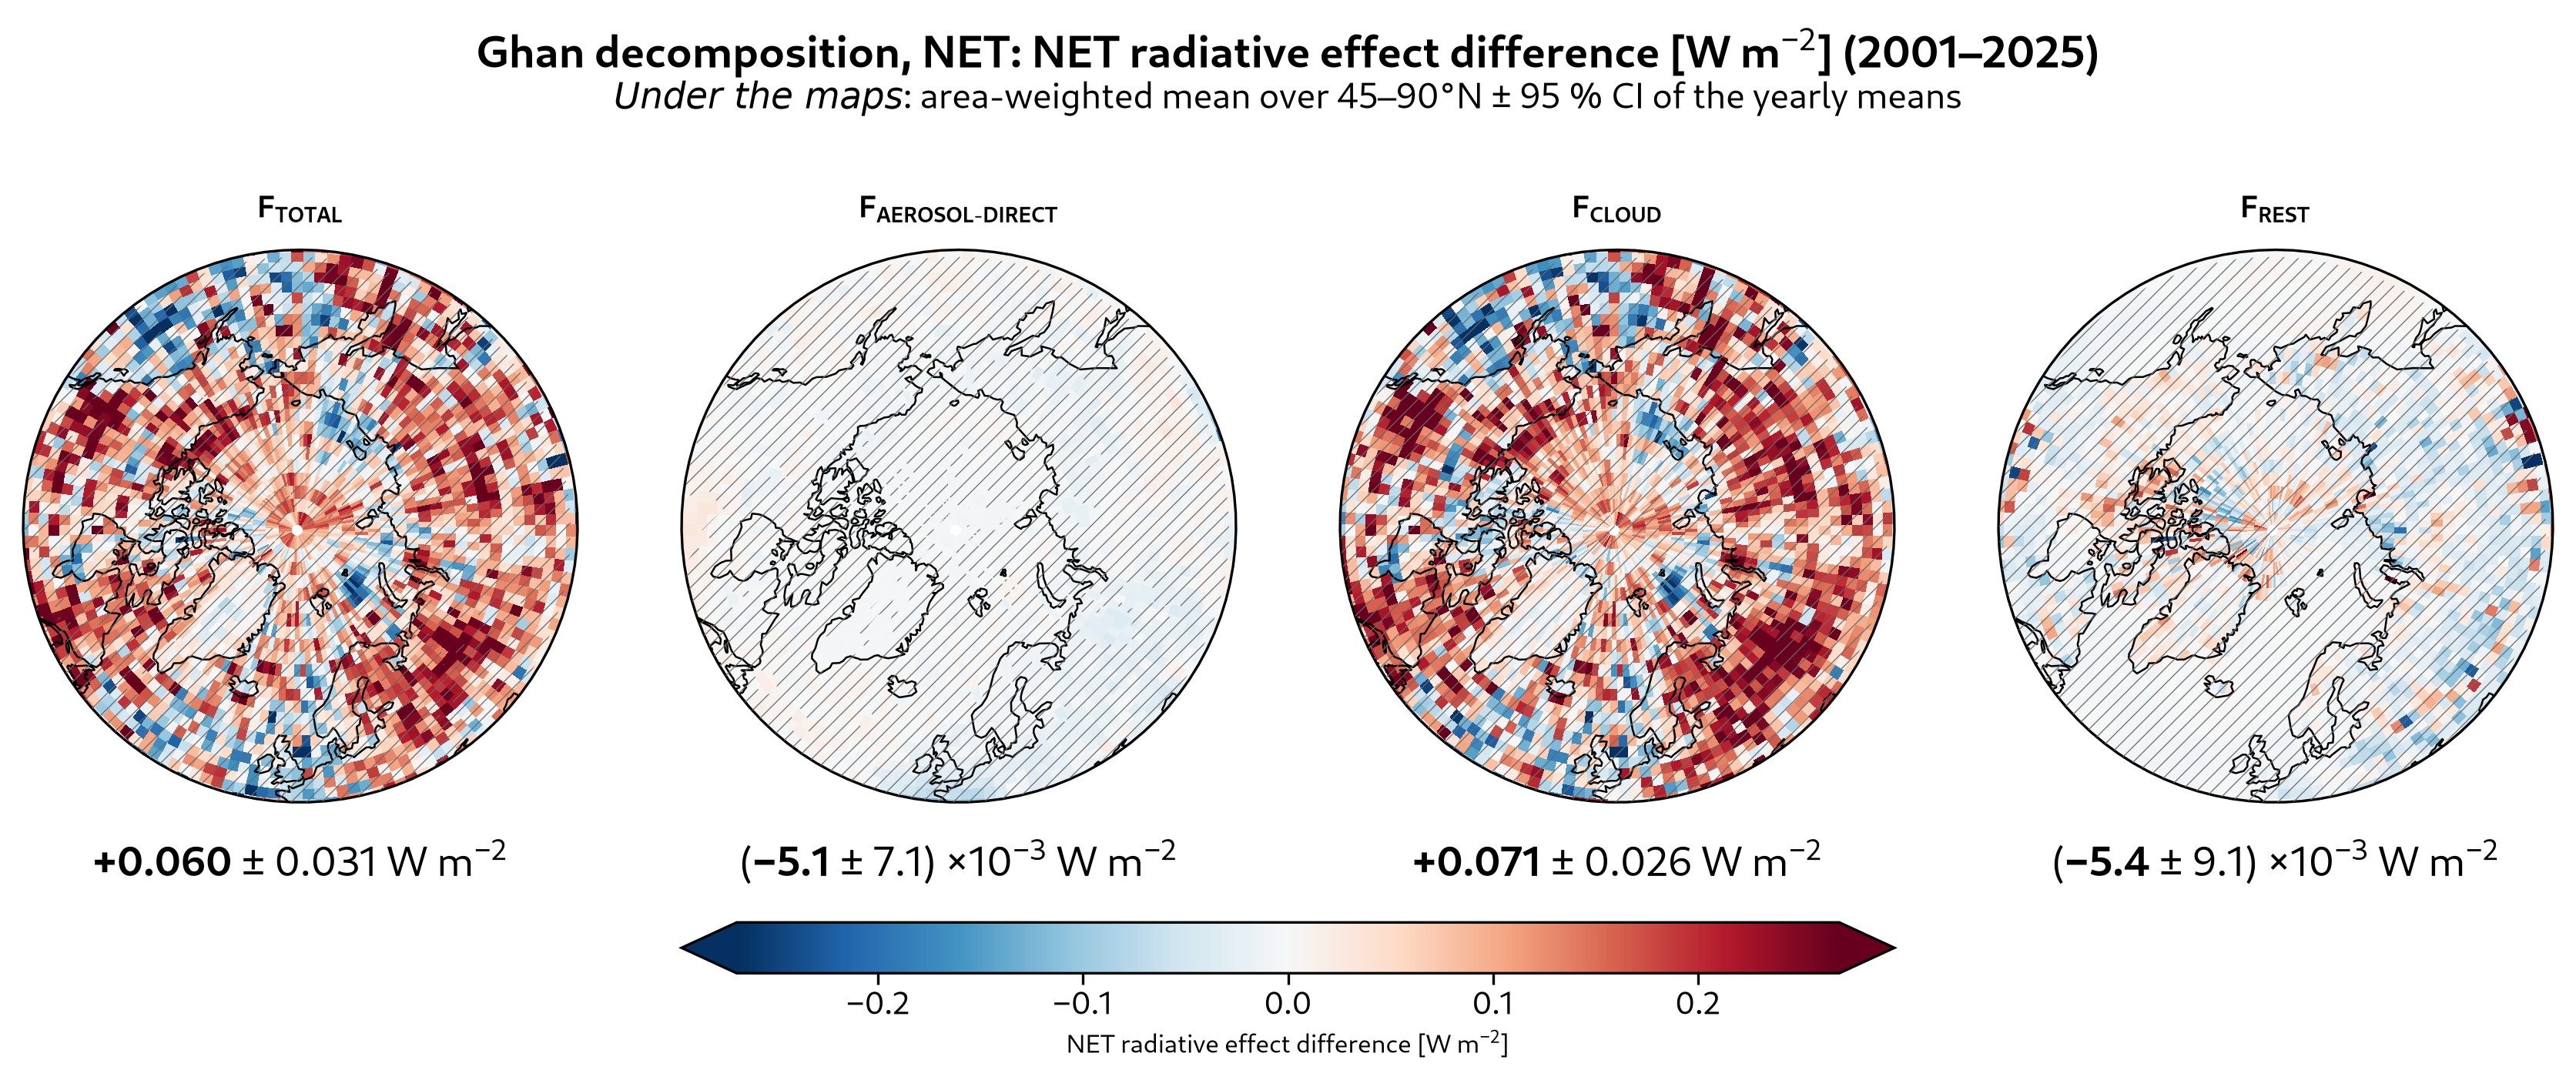 Ghan decomposition, NET: NET radiative effect difference [W m⁻²] (2001–2025)
Under the maps: area-weighted mean over 45–90°N ± 95 % CI of the yearly means
F_TOTAL
F_AEROSOL-DIRECT
F_CLOUD
F_REST
+0.060 ± 0.031 W m⁻²
(−5.1 ± 7.1) ×10⁻³ W m⁻²
+0.071 ± 0.026 W m⁻²
(−5.4 ± 9.1) ×10⁻³ W m⁻²
−0.2
−0.1
0.0
0.1
0.2
NET radiative effect difference [W m⁻²]